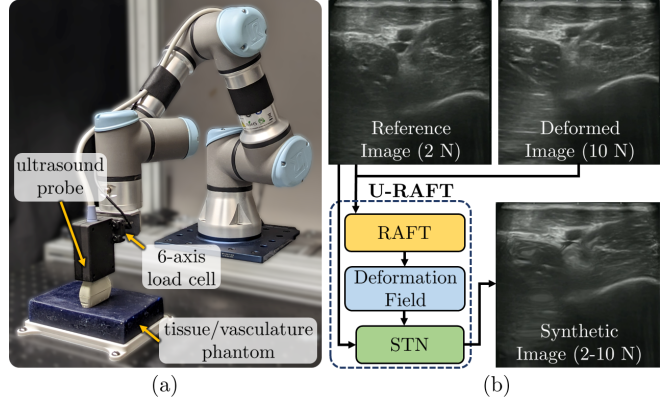 ultrasound
probe
6-axis
load cell
tissue/vasculature
phantom
(a)
Reference
Image (2 N)
Deformed
Image (10 N)
U-RAFT
RAFT
Deformation
Field
STN
Synthetic
Image (2-10 N)
(b)